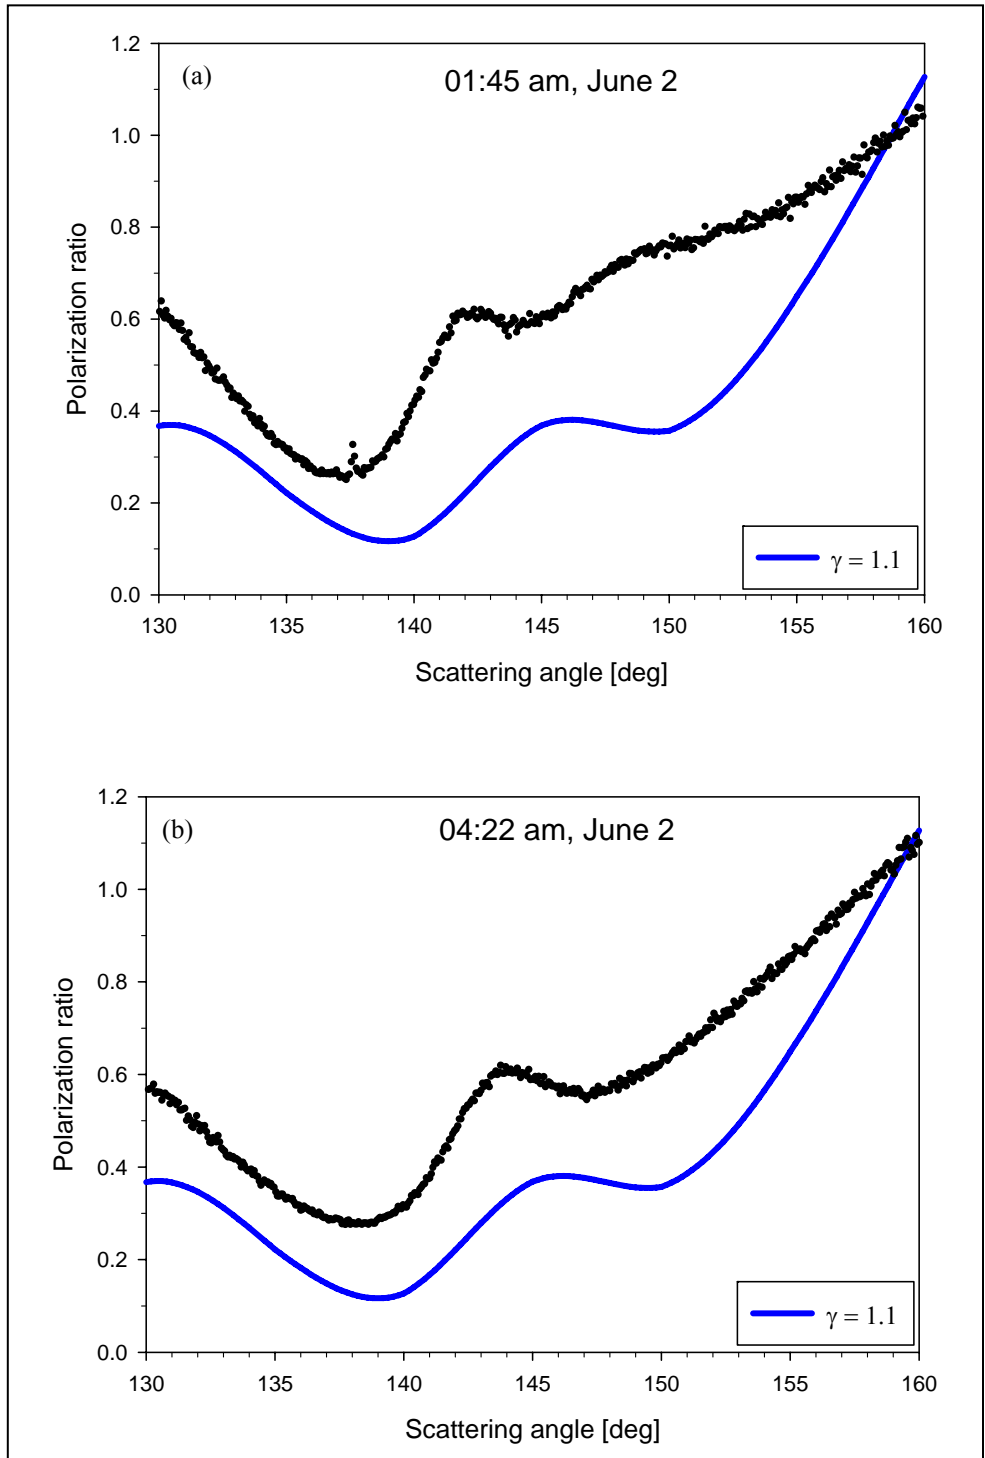 (a)
01:45 am, June 2
1.2
1.0
0.8
0.6
0.4
0.2
0.0
Polarization ratio
γ = 1.1
130 135 140 145 150 155 160
Scattering angle [deg]
(b)
04:22 am, June 2
1.2
1.0
0.8
0.6
0.4
0.2
0.0
Polarization ratio
γ = 1.1
130 135 140 145 150 155 160
Scattering angle [deg]